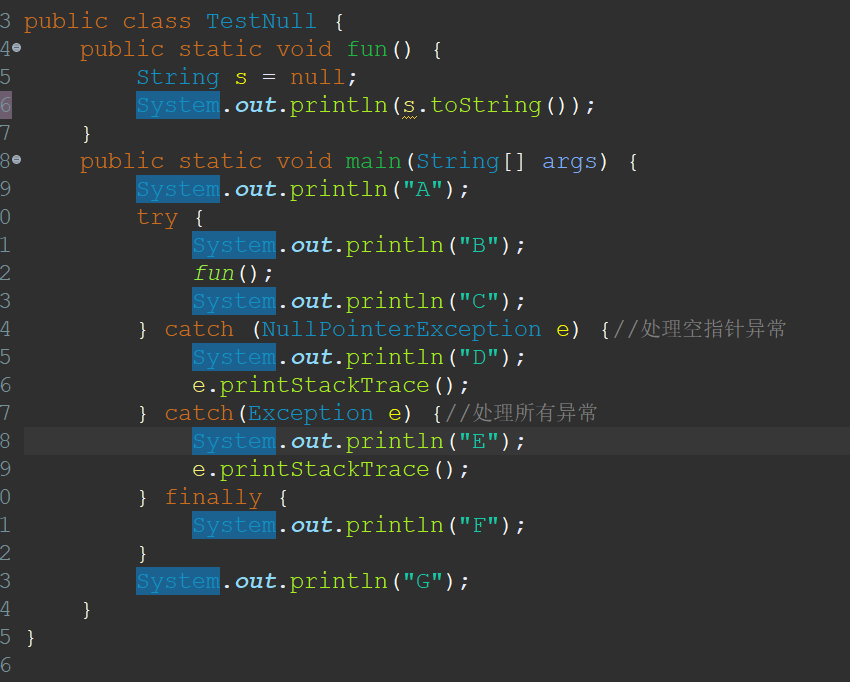 3 public class TestNull {
4 public static void fun() {
5 String s = null;
6 System.out.println(s.toString());
7 }
8 public static void main(String[] args) {
9 System.out.println("A");
0 try {
1 System.out.println("B");
2 fun();
3 System.out.println("C");
4 } catch (NullPointerException e) {//处理空指针异常
5 System.out.println("D");
6 e.printStackTrace();
7 } catch(Exception e) {//处理所有异常
8 System.out.println("E");
9 e.printStackTrace();
0 } finally {
1 System.out.println("F");
2 }
3 System.out.println("G");
4 }
5 }
6